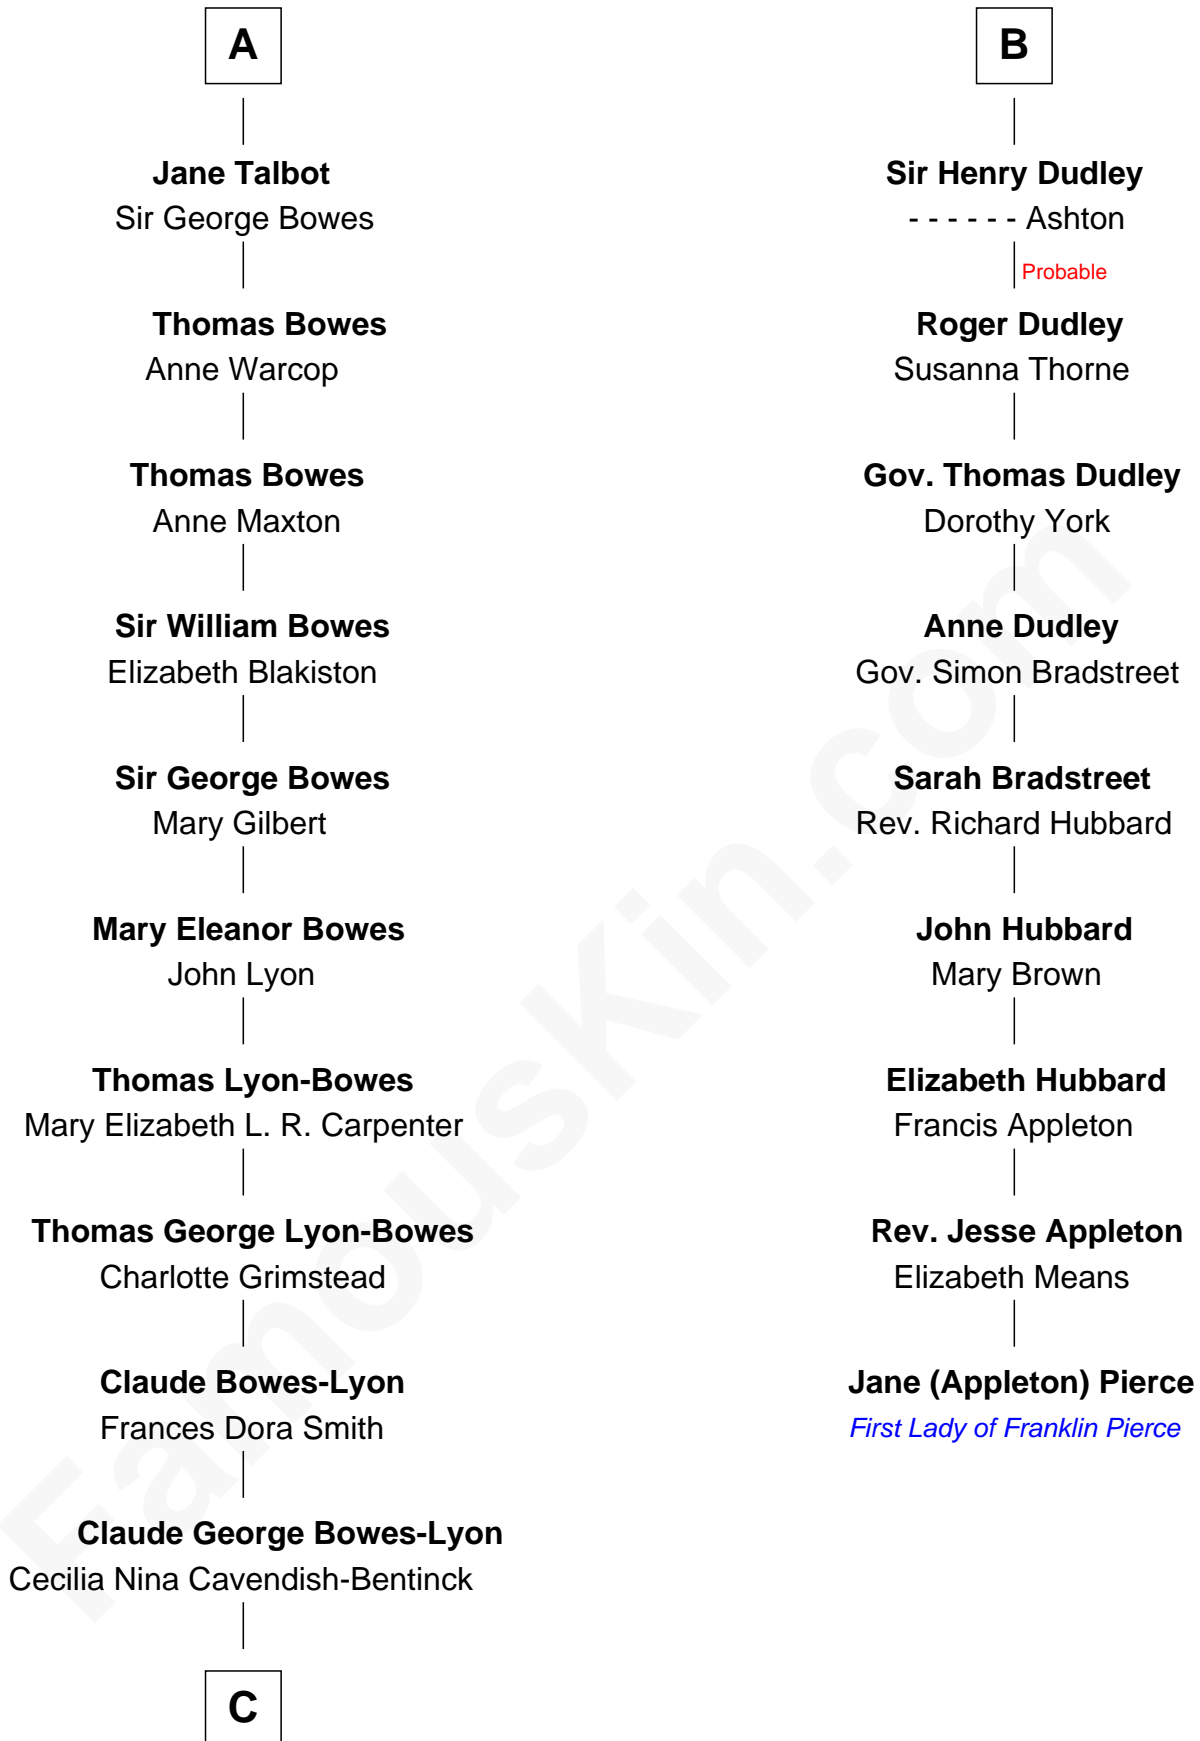 A
Jane Talbot
Sir George Bowes
Thomas Bowes
Anne Warcop
Thomas Bowes
Anne Maxton
Sir William Bowes
Elizabeth Blakiston
Sir George Bowes
Mary Gilbert
Mary Eleanor Bowes
John Lyon
Thomas Lyon-Bowes
Mary Elizabeth L. R. Carpenter
Thomas George Lyon-Bowes
Charlotte Grimstead
Claude Bowes-Lyon
Frances Dora Smith
Claude George Bowes-Lyon
Cecilia Nina Cavendish-Bentinck
C
B
Sir Henry Dudley
- - - - - - Ashton
Probable
Roger Dudley
Susanna Thorne
Gov. Thomas Dudley
Dorothy York
Anne Dudley
Gov. Simon Bradstreet
Sarah Bradstreet
Rev. Richard Hubbard
John Hubbard
Mary Brown
Elizabeth Hubbard
Francis Appleton
Rev. Jesse Appleton
Elizabeth Means
Jane (Appleton) Pierce
First Lady of Franklin Pierce
FamousKin.com